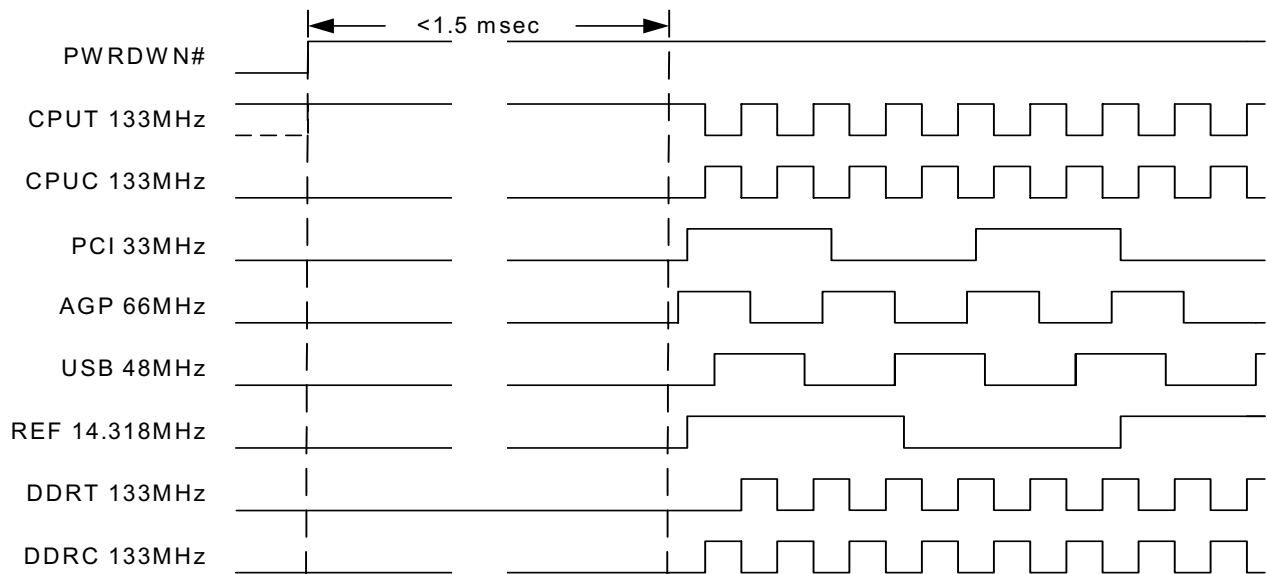 <1.5 msec
PWRDWN#
CPUT 133MHz
CPUC 133MHz
PCI 33MHz
AGP 66MHz
USB 48MHz
REF 14.318MHz
DDRT 133MHz
DDRC 133MHz